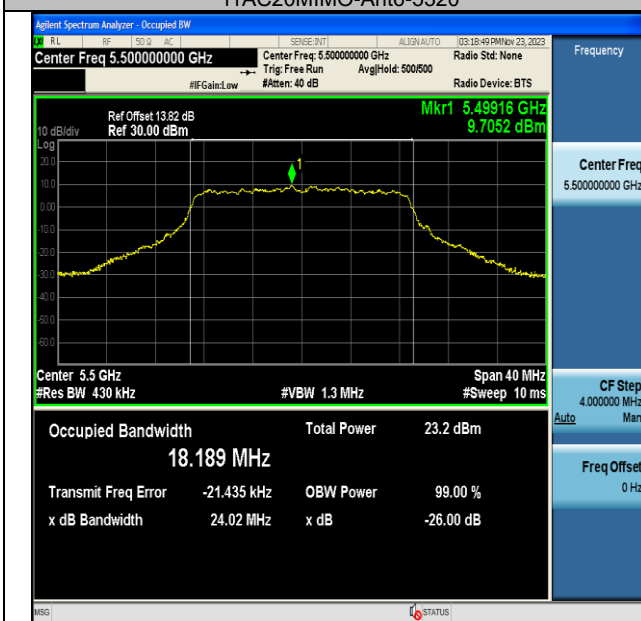 11AC20MIMO-Ant6-5320
Agilent Spectrum Analyzer - Occupied BW
RL RF 50 Ω AC SENSE:INT ALIGN AUTO 03:18:49 PM Nov 23, 2023
Center Freq 5.500000000 GHz
Center Freq: 5.500000000 GHz
Radio Std: None
Trig: Free Run Avg|Hold: 500/500
#IFGain:Low #Atten: 40 dB Radio Device: BTS
Frequency
Ref Offset 13.82 dB
10 dB/div Ref 30.00 dBm
Mkr1 5.49916 GHz
9.7052 dBm
Log
20.0
10.0
0.00
-10.0
-20.0
-30.0
-40.0
-50.0
-60.0
1
Center 5.5 GHz Span 40 MHz
#Res BW 430 kHz #VBW 1.3 MHz #Sweep 10 ms
Occupied Bandwidth Total Power 23.2 dBm
18.189 MHz
Transmit Freq Error -21.435 kHz OBW Power 99.00 %
x dB Bandwidth 24.02 MHz x dB -26.00 dB
Center Freq
5.500000000 GHz
CF Step
4.000000 MHz
Auto Man
Freq Offset
0 Hz
MSG STATUS